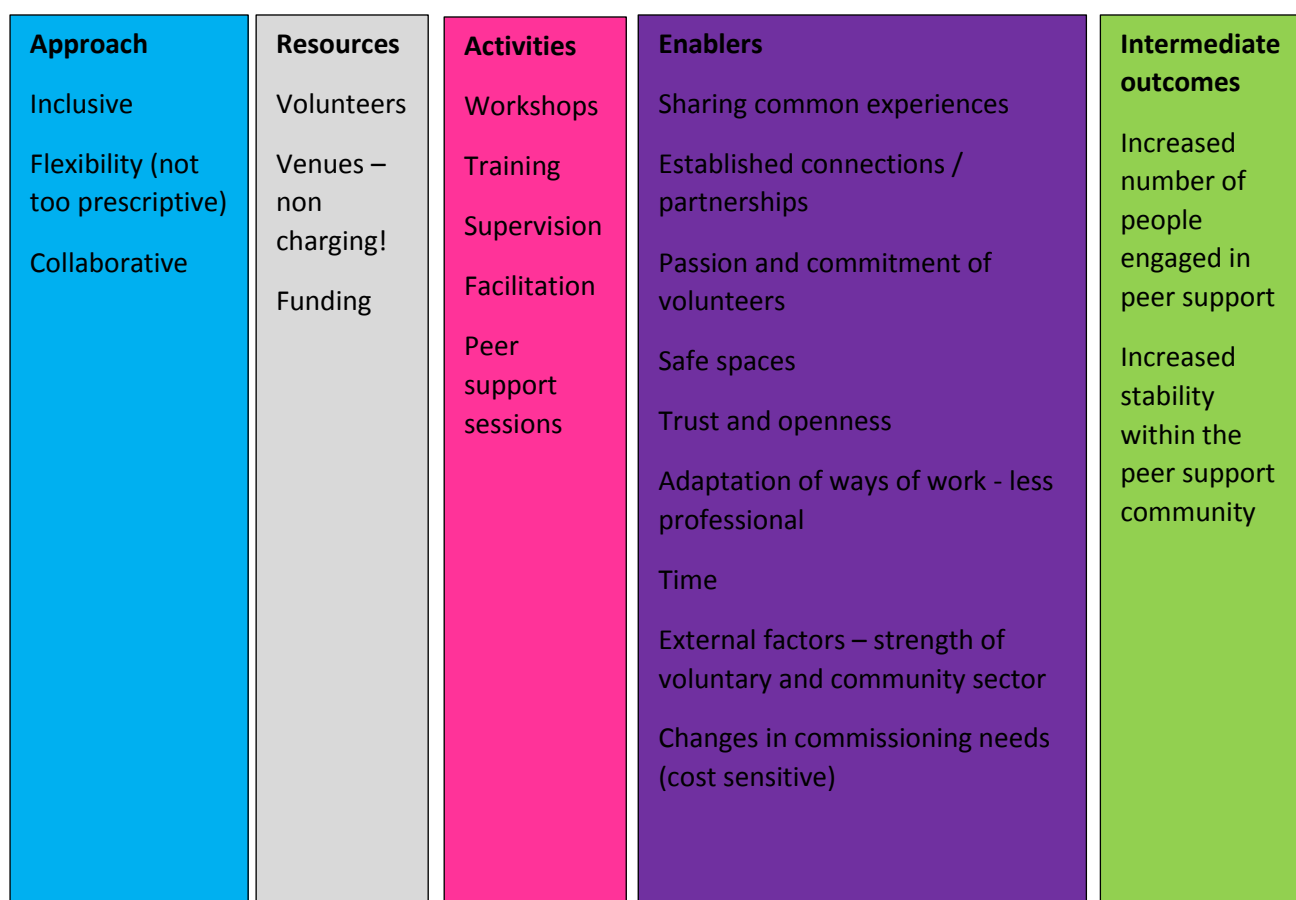 Approach
Inclusive
Flexibility (not
too prescriptive)
Collaborative
Resources
Volunteers
Venues –
non
charging!
Funding
Activities
Workshops
Training
Supervision
Facilitation
Peer
support
sessions
Enablers
Sharing common experiences
Established connections /
partnerships
Passion and commitment of
volunteers
Safe spaces
Trust and openness
Adaptation of ways of work - less
professional
Time
External factors – strength of
voluntary and community sector
Changes in commissioning needs
(cost sensitive)
Intermediate
outcomes
Increased
number of
people
engaged in
peer support
Increased
stability
within the
peer support
community